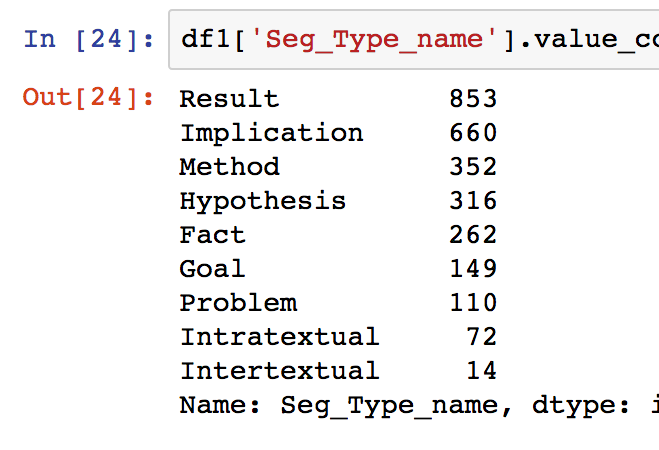 In [24]: df1['Seg_Type_name'].value_co
Out[24]:
Result 853
Implication 660
Method 352
Hypothesis 316
Fact 262
Goal 149
Problem 110
Intratextual 72
Intertextual 14
Name: Seg_Type_name, dtype: i